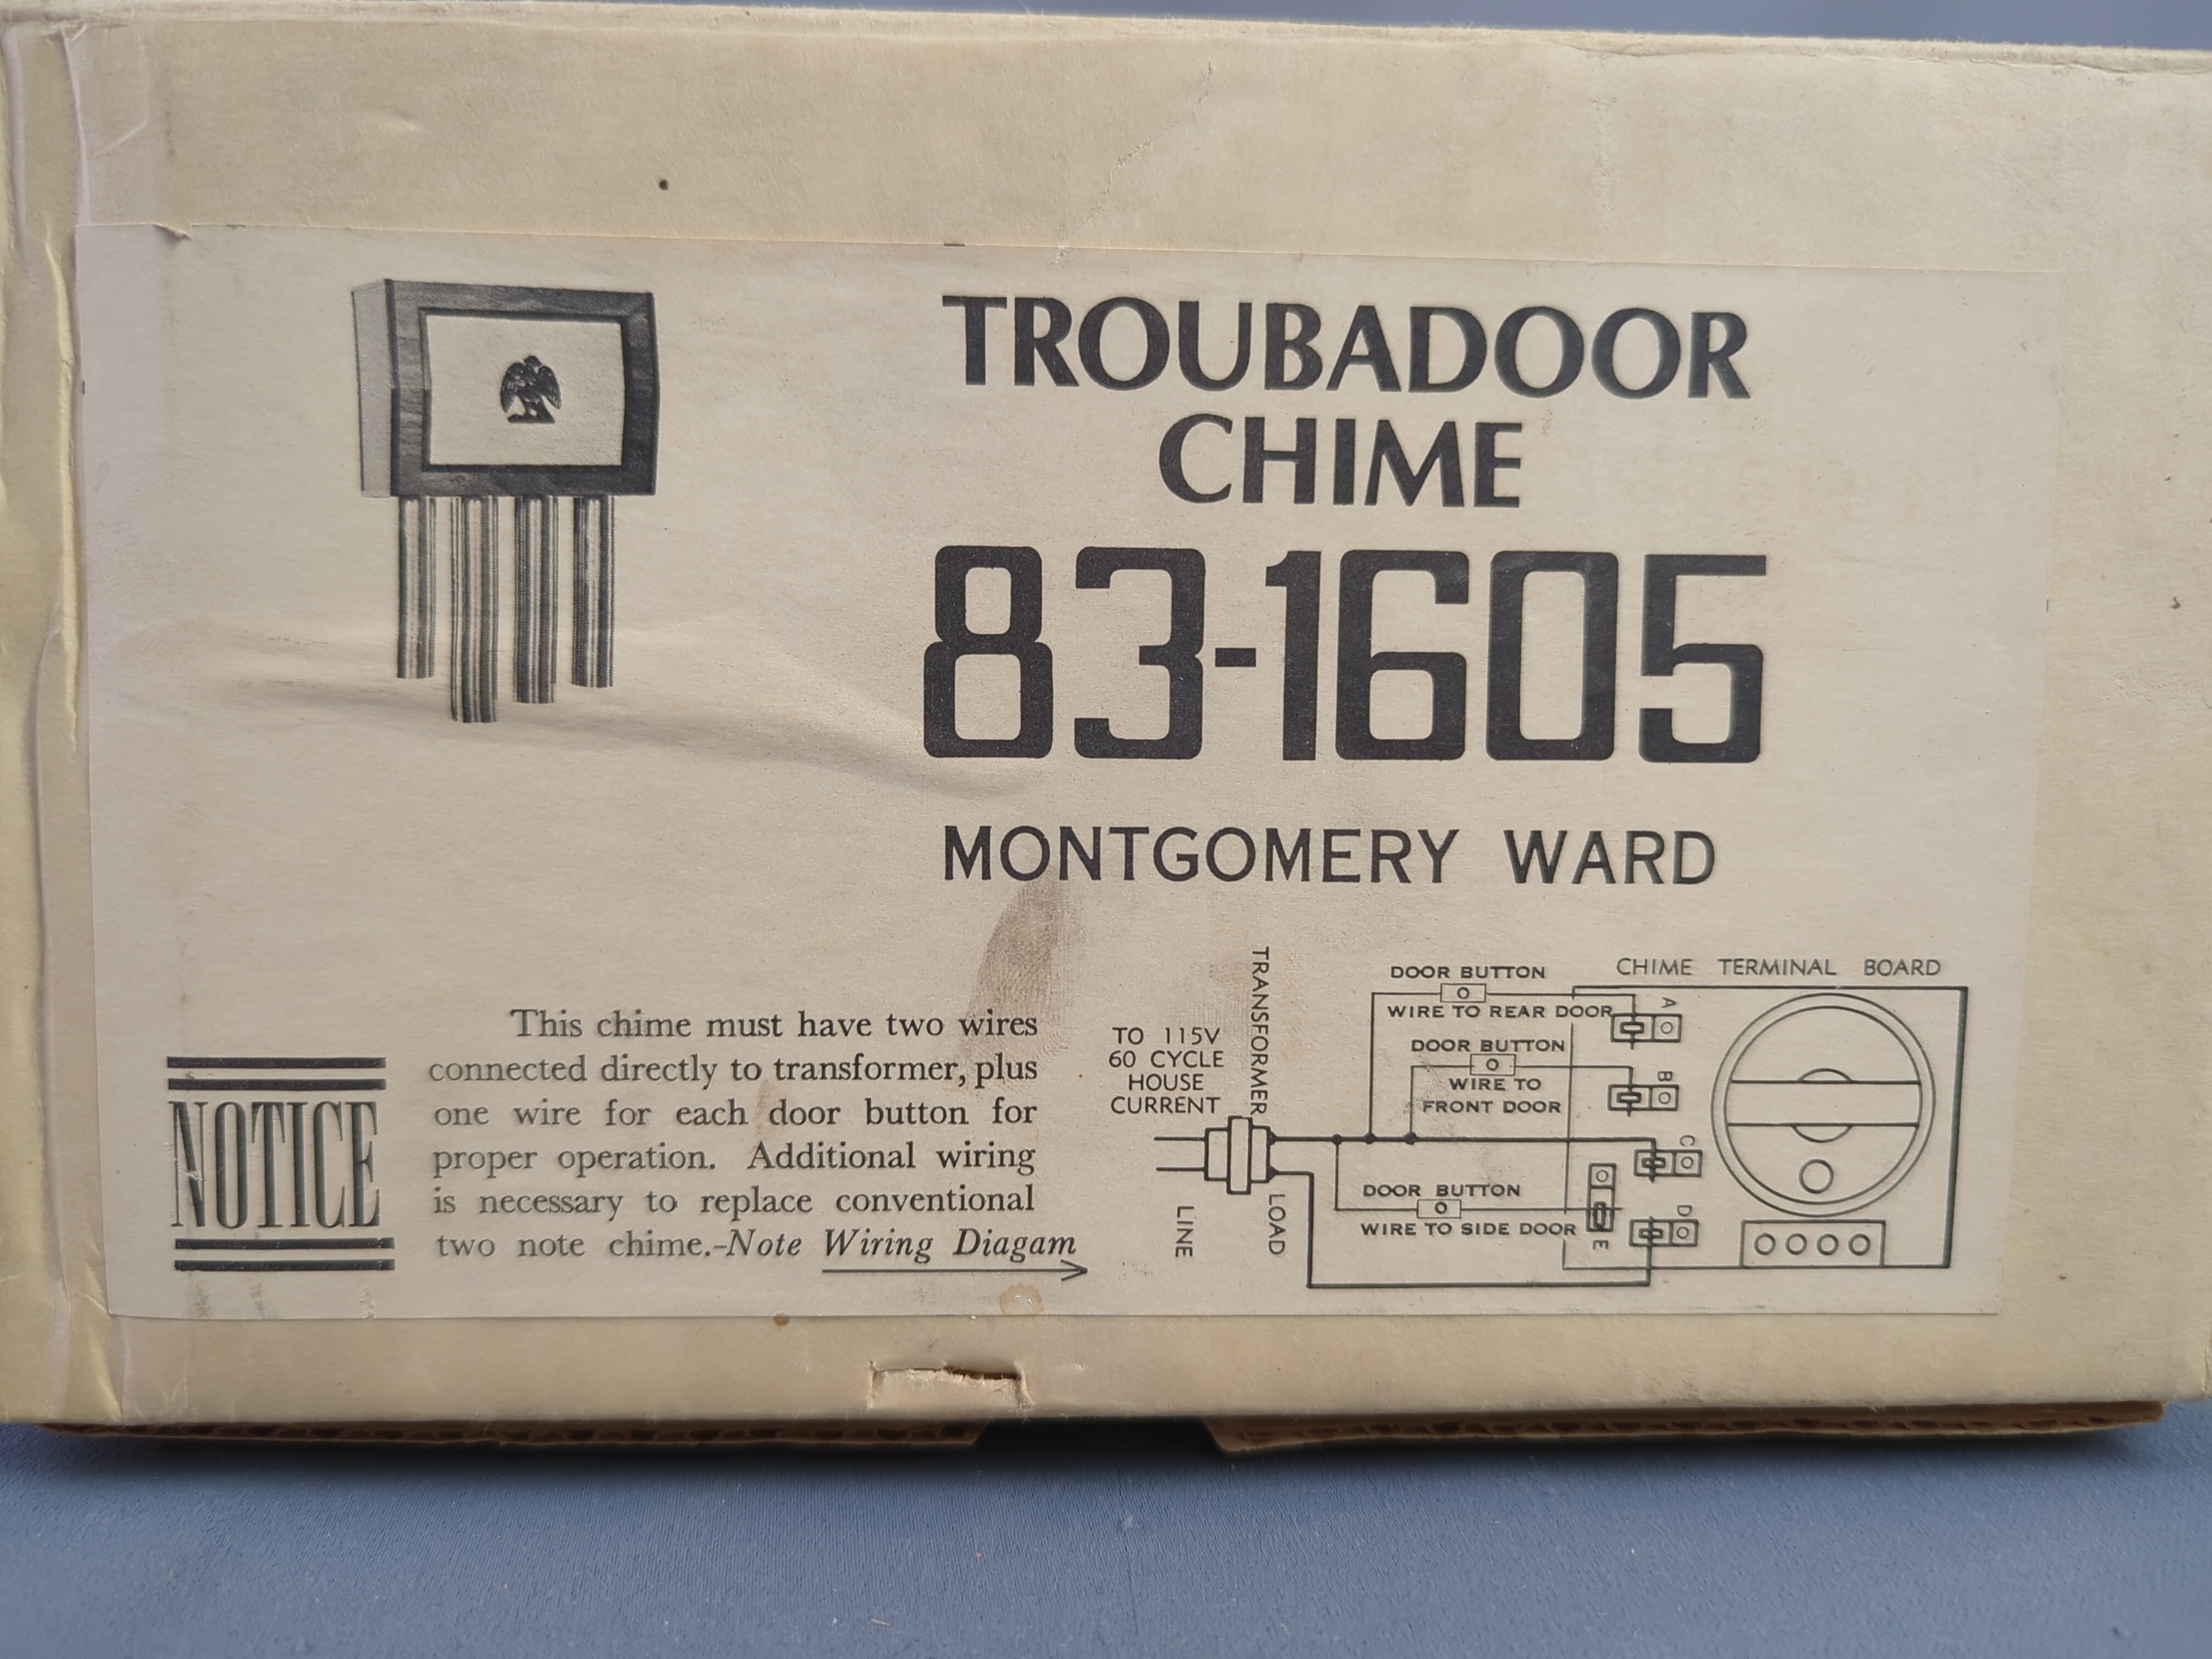 TROUBADOOR
CHIME
83-1605
MONTGOMERY WARD
NOTICE
This chime must have two wires
connected directly to transformer, plus
one wire for each door button for
proper operation. Additional wiring
is necessary to replace conventional
two note chime.-Note Wiring Diagam
TO 115V
60 CYCLE
HOUSE
CURRENT
TRANSFORMER
LINE
LOAD
DOOR BUTTON
WIRE TO REAR DOOR
DOOR BUTTON
WIRE TO
FRONT DOOR
DOOR BUTTON
WIRE TO SIDE DOOR
CHIME TERMINAL BOARD
A
B
C
D
E